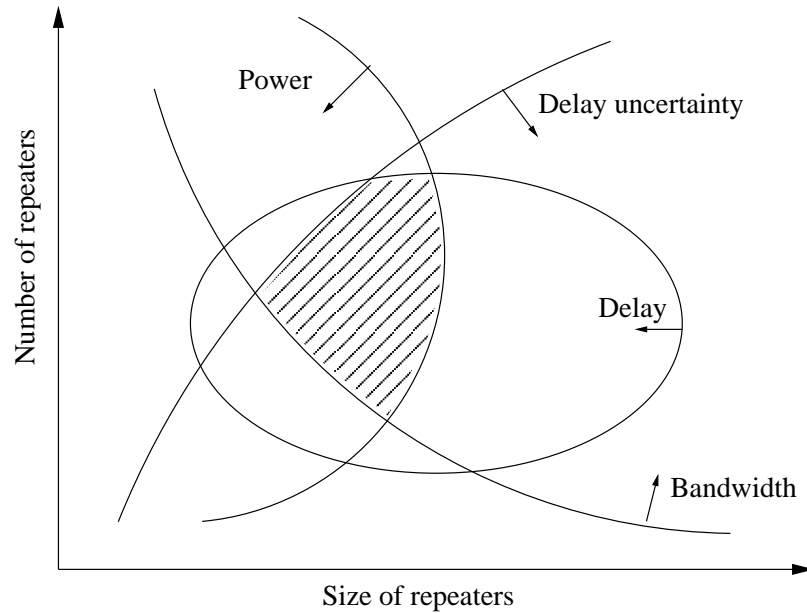 Power
Delay uncertainty
Number of repeaters
Delay
Bandwidth
Size of repeaters